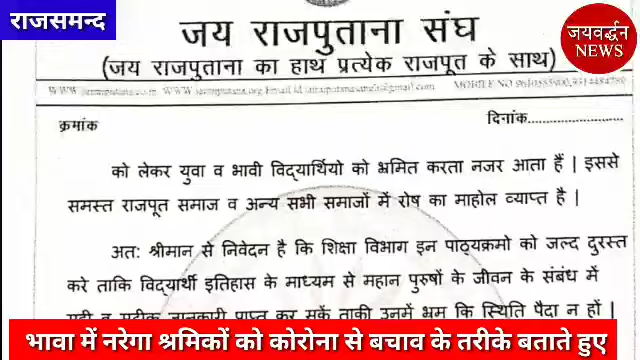 राजसमन्द
जयवर्द्धन
NEWS
जय राजपुताना संघ
(जय राजपुताना का हाथ प्रत्येक राजपूत के साथ)
क्रमांक
दिनांक..........................
को लेकर युवा व भावी विद्यार्थियो को भ्रमित करता नजर आता हैं | इससे
समस्त राजपूत समाज व अन्य सभी समाजों में रोष का माहोल व्याप्त है |
अतः श्रीमान से निवेदन है कि शिक्षा विभाग इन पाठ्यक्रमो को जल्द दुरस्त
करे ताकि विद्यार्थी इतिहास के माध्यम से महान पुरुषों के जीवन के संबंध में
व जानकारी प्राप्त कर सकें ताकी उनमें भ्रम कि स्थिति पैदा न हों |
भावा में नरेगा श्रमिकों को कोरोना से बचाव के तरीके बताते हुए